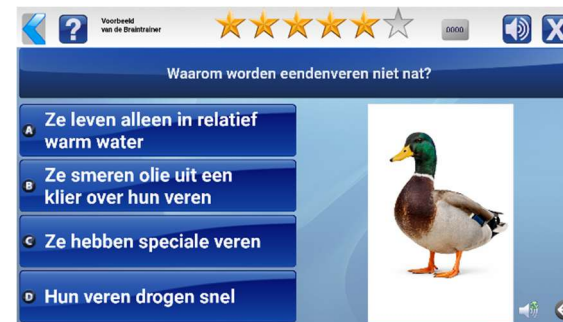 ?
Voorbeeld
van de Braintrainer
0000
X
Waarom worden eendenveren niet nat?
A Ze leven alleen in relatief
warm water
B Ze smeren olie uit een
klier over hun veren
C Ze hebben speciale veren
D Hun veren drogen snel